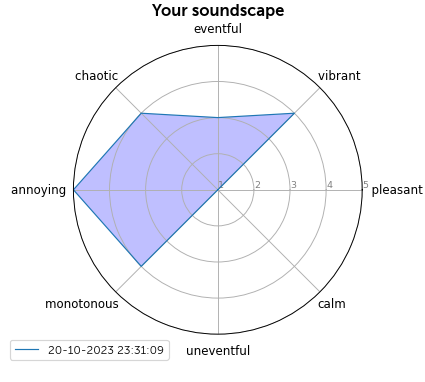 Your soundscape
eventful
chaotic
vibrant
annoying
1 2 3 4 5
pleasant
monotonous
calm
uneventful
20-10-2023 23:31:09